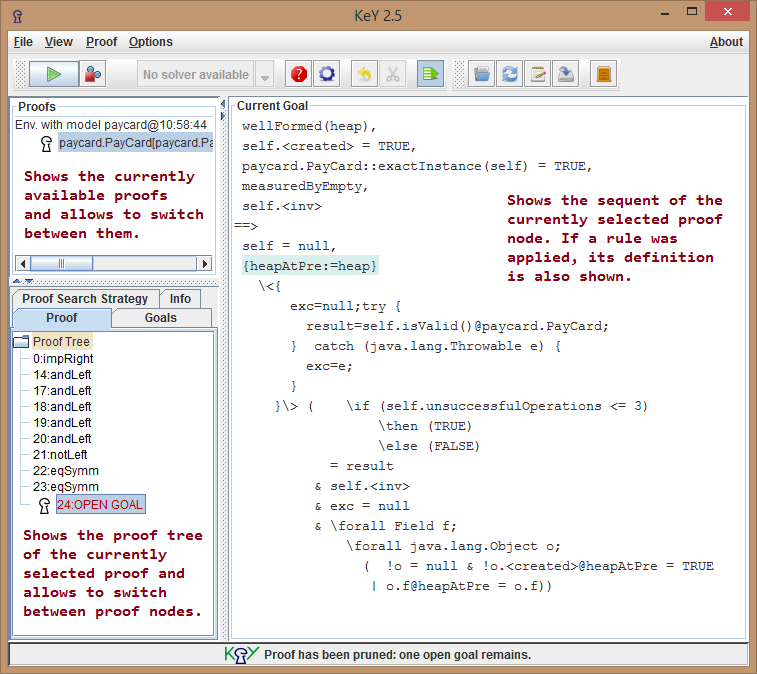 KeY 2.5
File View Proof Options About
No solver available
Proofs
Env. with model paycard@10:58:44
paycard.PayCard[paycard.Pa
Shows the currently
available proofs
and allows to switch
between them.
Proof Search Strategy Info
Proof Goals
Proof Tree
0:impRight
14:andLeft
17:andLeft
18:andLeft
19:andLeft
20:andLeft
21:notLeft
22:eqSymm
23:eqSymm
24:OPEN GOAL
Shows the proof tree
of the currently
selected proof and
allows to switch
between proof nodes.
Current Goal
wellFormed(heap),
self.<created> = TRUE,
paycard.PayCard::exactInstance(self) = TRUE,
measuredByEmpty,
self.<inv>
==>
self = null,
{heapAtPre:=heap}
\<{
exc=null;try {
result=self.isValid()@paycard.PayCard;
} catch (java.lang.Throwable e) {
exc=e;
}
}\> ( \if (self.unsuccessfulOperations <= 3)
\then (TRUE)
\else (FALSE)
= result
& self.<inv>
& exc = null
& \forall Field f;
\forall java.lang.Object o;
( !o = null & !o.<created>@heapAtPre = TRUE
| o.f@heapAtPre = o.f))
Shows the sequent of the
currently selected proof
node. If a rule was
applied, its definition
is also shown.
KeY Proof has been pruned: one open goal remains.